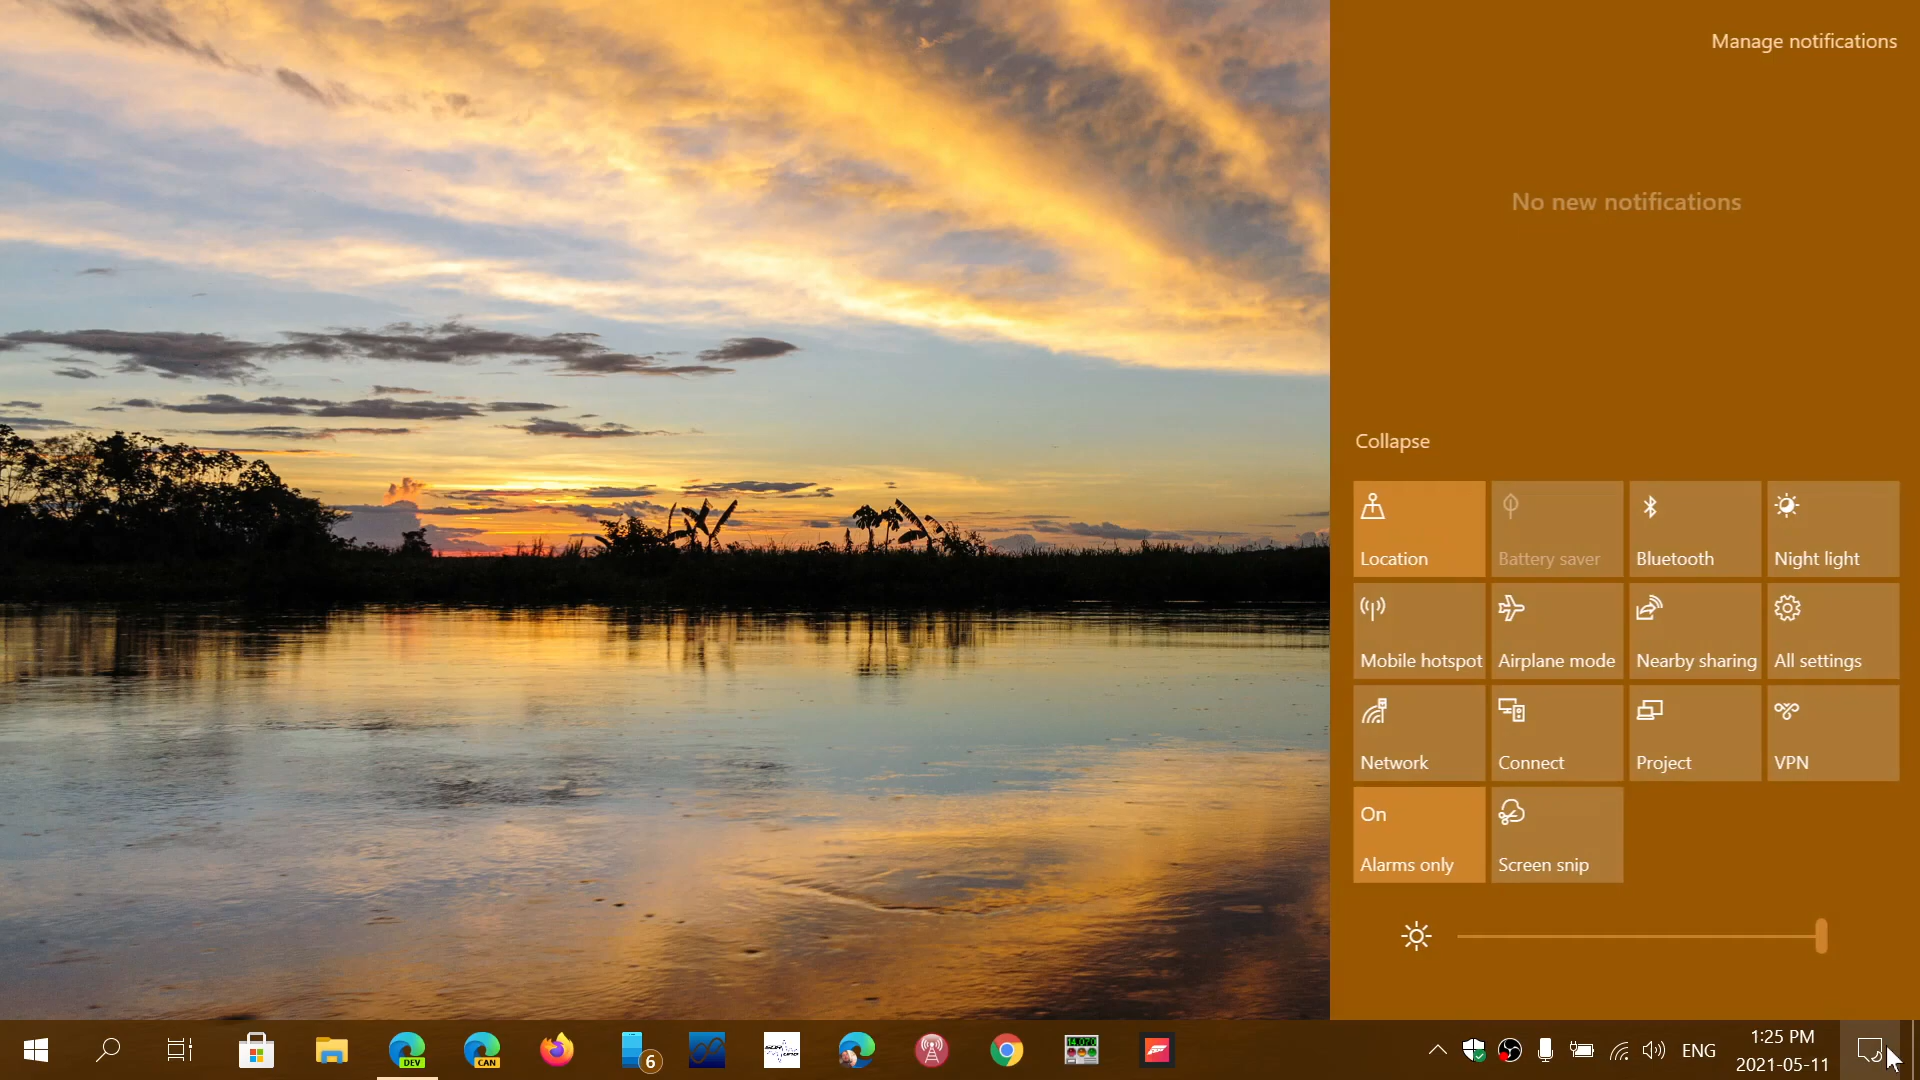 Manage notifications
No new notifications
Collapse
Location
Battery saver
Bluetooth
Night light
Mobile hotspot
Airplane mode
Nearby sharing
All settings
Network
Connect
Project
VPN
On
Alarms only
Screen snip
DEV
CAN
6
14.070
ENG
1:25 PM
2021-05-11